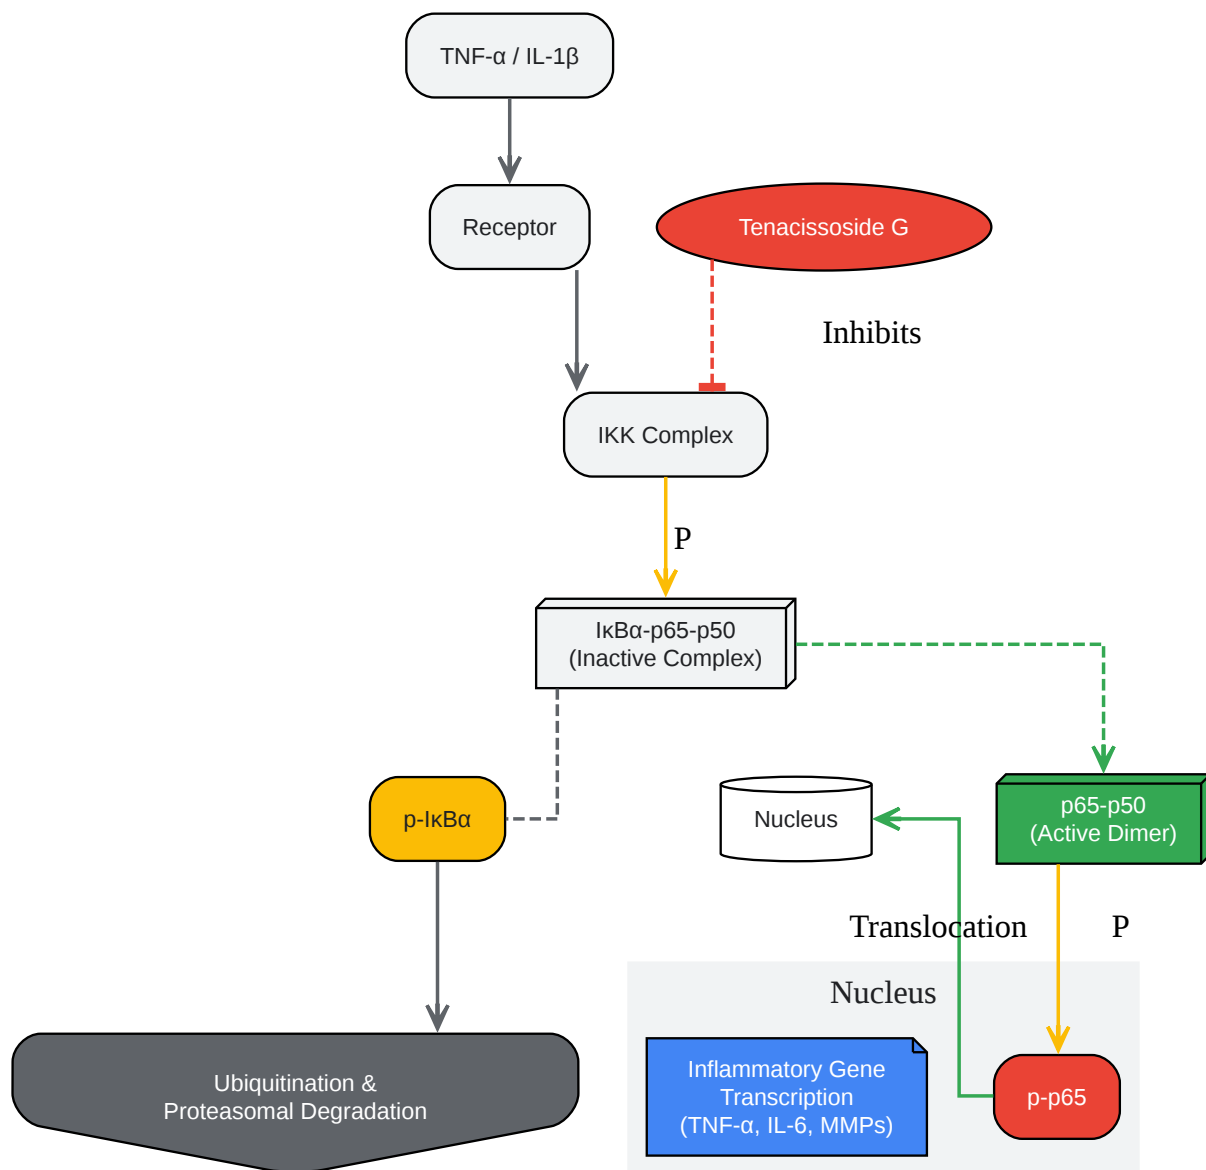 TNF-α / IL-1β
Receptor
Tenacissoside G
Inhibits
IKK Complex
P
IκBα-p65-p50
(Inactive Complex)
p-IκBα
Nucleus
p65-p50
(Active Dimer)
Translocation
P
Nucleus
Ubiquitination &
Proteasomal Degradation
Inflammatory Gene
Transcription
(TNF-α, IL-6, MMPs)
p-p65